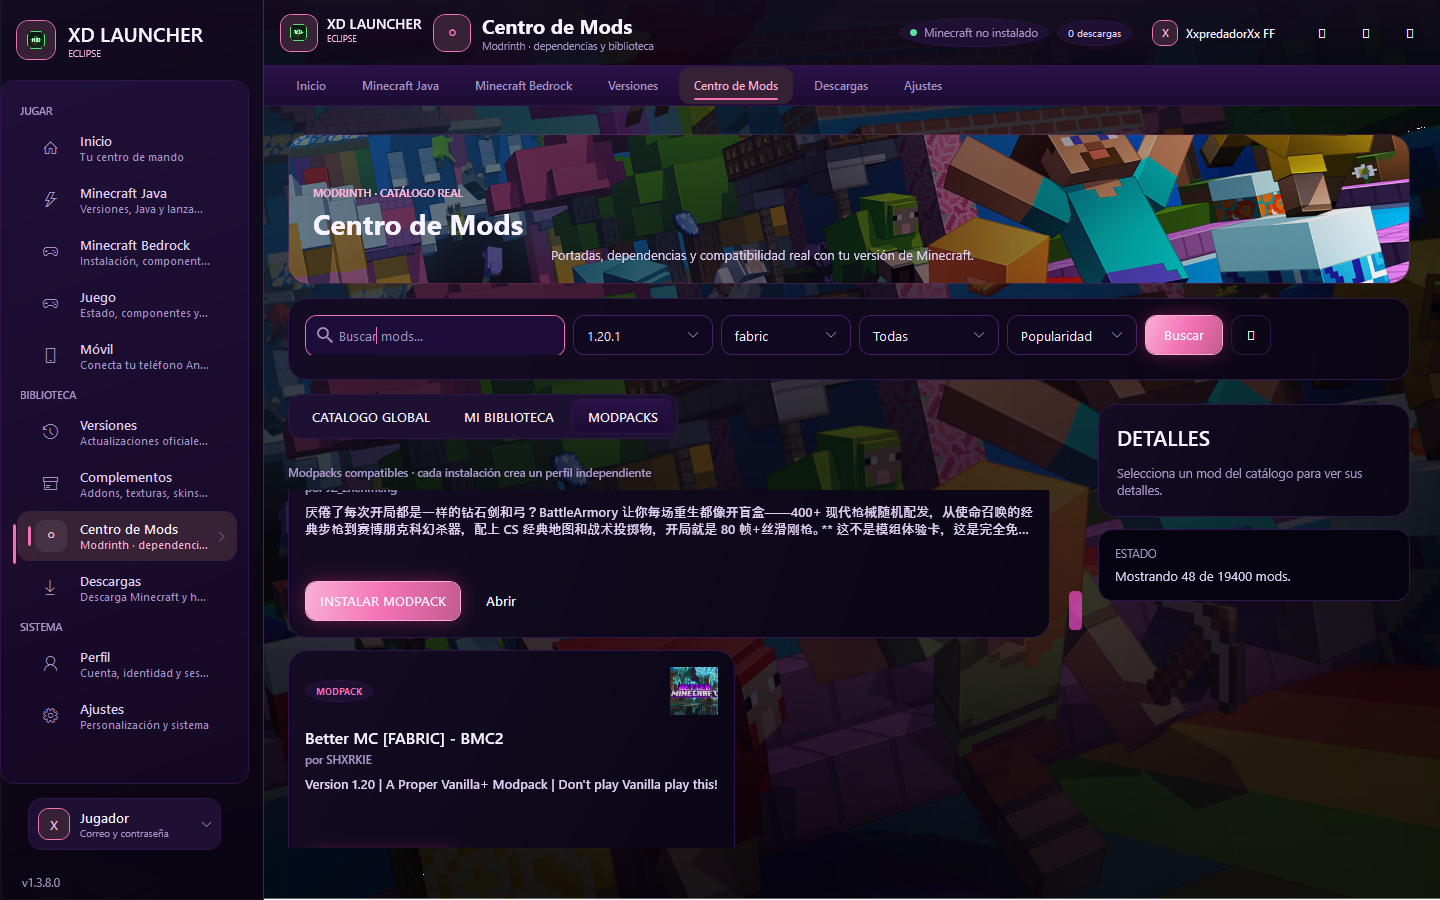 XD LAUNCHER
ECLIPSE
JUGAR
Inicio
Tu centro de mando
Minecraft Java
Versiones, Java y lanza...
Minecraft Bedrock
Instalación, component...
Juego
Estado, componentes y...
Móvil
Conecta tu teléfono An...
BIBLIOTECA
Versiones
Actualizaciones oficiale...
Complementos
Addons, texturas, skins...
Centro de Mods
Modrinth · dependenci...
Descargas
Descarga Minecraft y h...
SISTEMA
Perfil
Cuenta, identidad y ses...
Ajustes
Personalización y sistema
X
Jugador
Correo y contraseña
v1.3.8.0
XD LAUNCHER
ECLIPSE
Centro de Mods
Modrinth · dependencias y biblioteca
Minecraft no instalado
0 descargas
X
XxpredadorXx FF
Inicio
Minecraft Java
Minecraft Bedrock
Versiones
Centro de Mods
Descargas
Ajustes
MODRINTH · CATÁLOGO REAL
Centro de Mods
Portadas, dependencias y compatibilidad real con tu versión de Minecraft.
Buscar mods...
1.20.1
fabric
Todas
Popularidad
Buscar
CATALOGO GLOBAL
MI BIBLIOTECA
MODPACKS
Modpacks compatibles · cada instalación crea un perfil independiente
厌倦了每次开局都是一样的钻石剑和弓？BattleArmory 让你每场重生都像开盲盒——400+ 现代枪械随机配发，从使命召唤的经
典步枪到赛博朋克科幻杀器，配上 CS 经典地图和战术投掷物，开局就是 80 帧+丝滑刚枪。** 这不是模组体验卡，这是完全免...
INSTALAR MODPACK
Abrir
MODPACK
BETTER
MINECRAFT
Better MC [FABRIC] - BMC2
por SHXRKIE
Version 1.20 | A Proper Vanilla+ Modpack | Don't play Vanilla play this!
DETALLES
Selecciona un mod del catálogo para ver sus
detalles.
ESTADO
Mostrando 48 de 19400 mods.